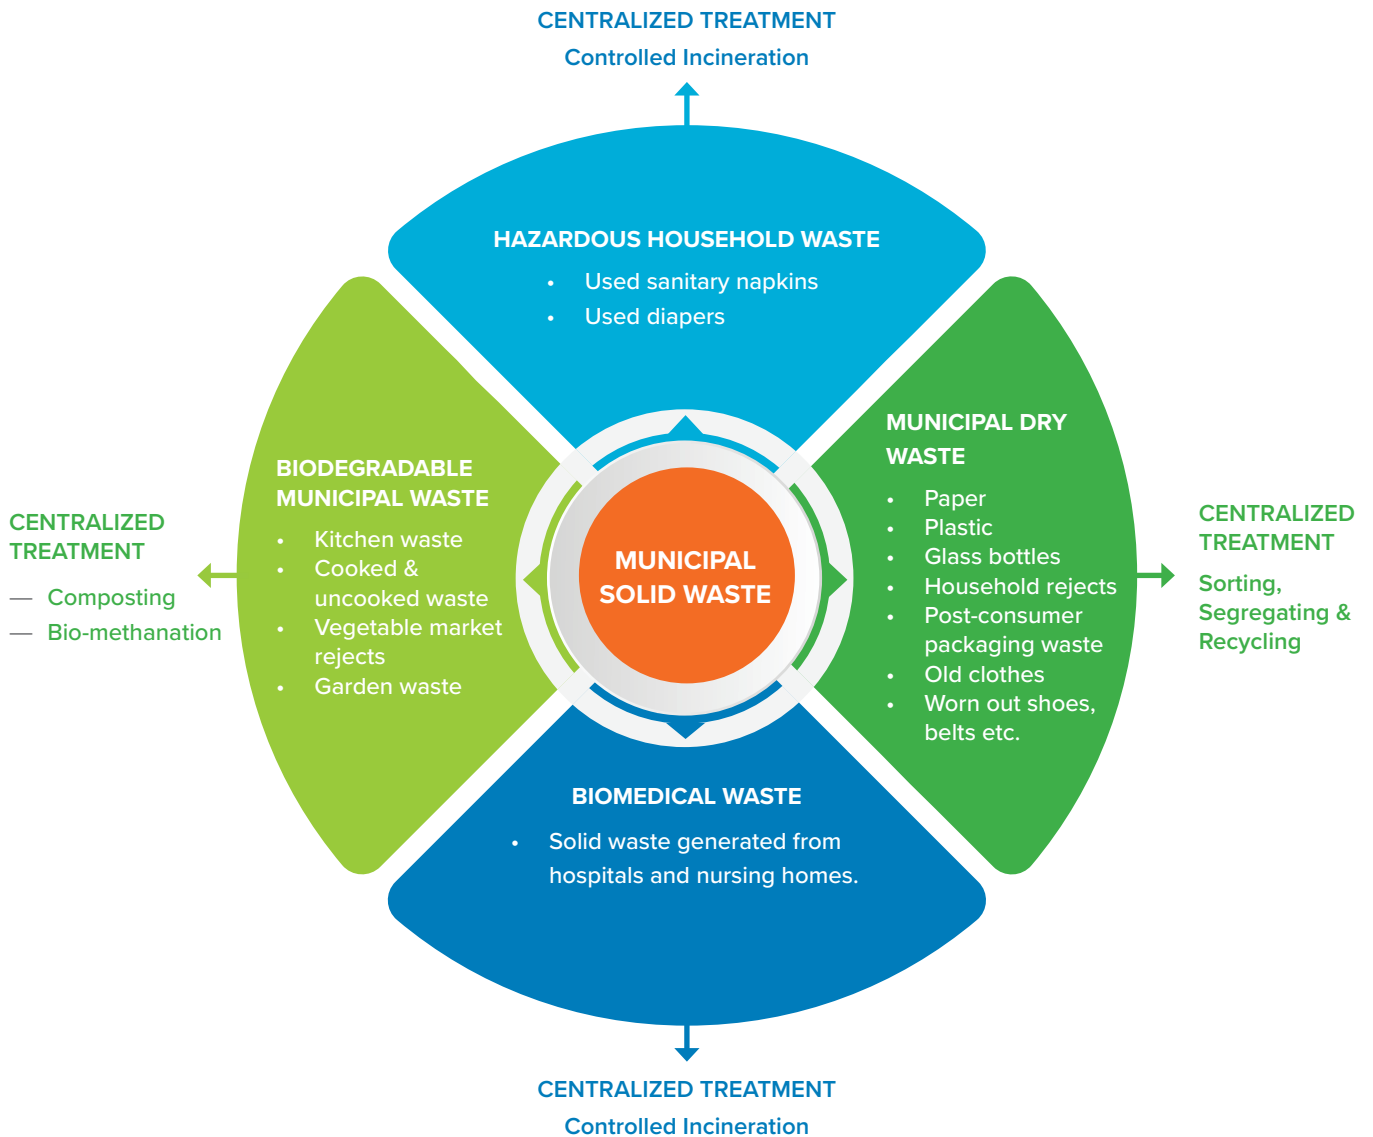 CENTRALIZED TREATMENT
Controlled Incineration
HAZARDOUS HOUSEHOLD WASTE
• Used sanitary napkins
• Used diapers
CENTRALIZED
TREATMENT
— Composting
— Bio-methanation
BIODEGRADABLE
MUNICIPAL WASTE
• Kitchen waste
• Cooked &
uncooked waste
• Vegetable market
rejects
• Garden waste
MUNICIPAL
SOLID WASTE
MUNICIPAL DRY
WASTE
• Paper
• Plastic
• Glass bottles
• Household rejects
• Post-consumer
packaging waste
• Old clothes
• Worn out shoes,
belts etc.
CENTRALIZED
TREATMENT
Sorting,
Segregating &
Recycling
BIOMEDICAL WASTE
• Solid waste generated from
hospitals and nursing homes.
CENTRALIZED TREATMENT
Controlled Incineration